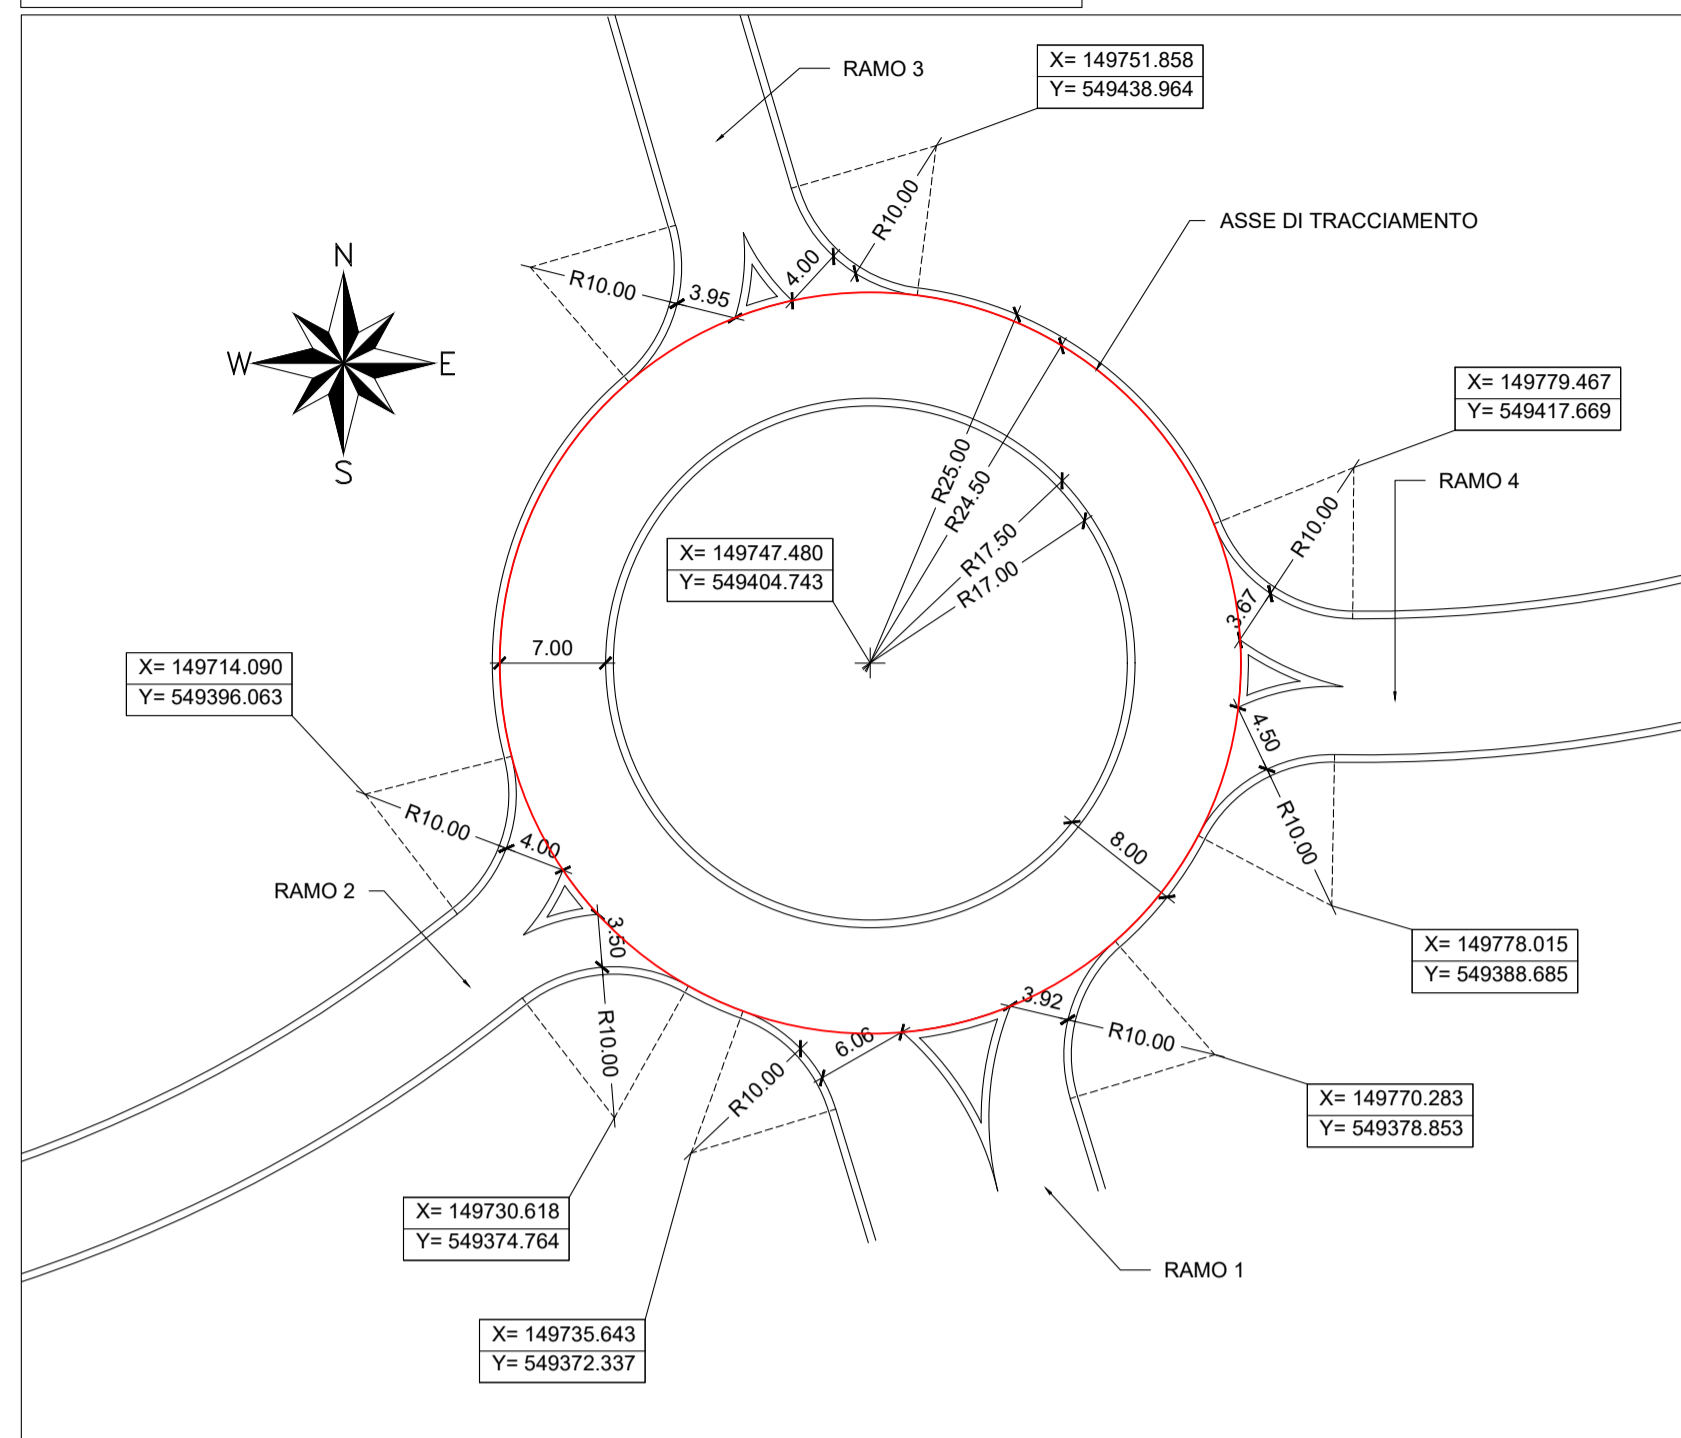 RAMO 3
X= 149751.858
Y= 549438.964
R10.00
ASSE DI TRACCIAMENTO
N
W
E
S
R10.00
3.95
4.00
X= 149779.467
Y= 549417.669
R25.00
R24.50
R17.50
R17.00
RAMO 4
R10.00
3.67
X= 149747.480
Y= 549404.743
7.00
X= 149714.090
Y= 549396.063
4.50
R10.00
4.00
8.00
R10.00
RAMO 2
3.50
X= 149778.015
Y= 549388.685
3.92
R10.00
6.06
R10.00
R10.00
X= 149770.283
Y= 549378.853
X= 149730.618
Y= 549374.764
RAMO 1
X= 149735.643
Y= 549372.337